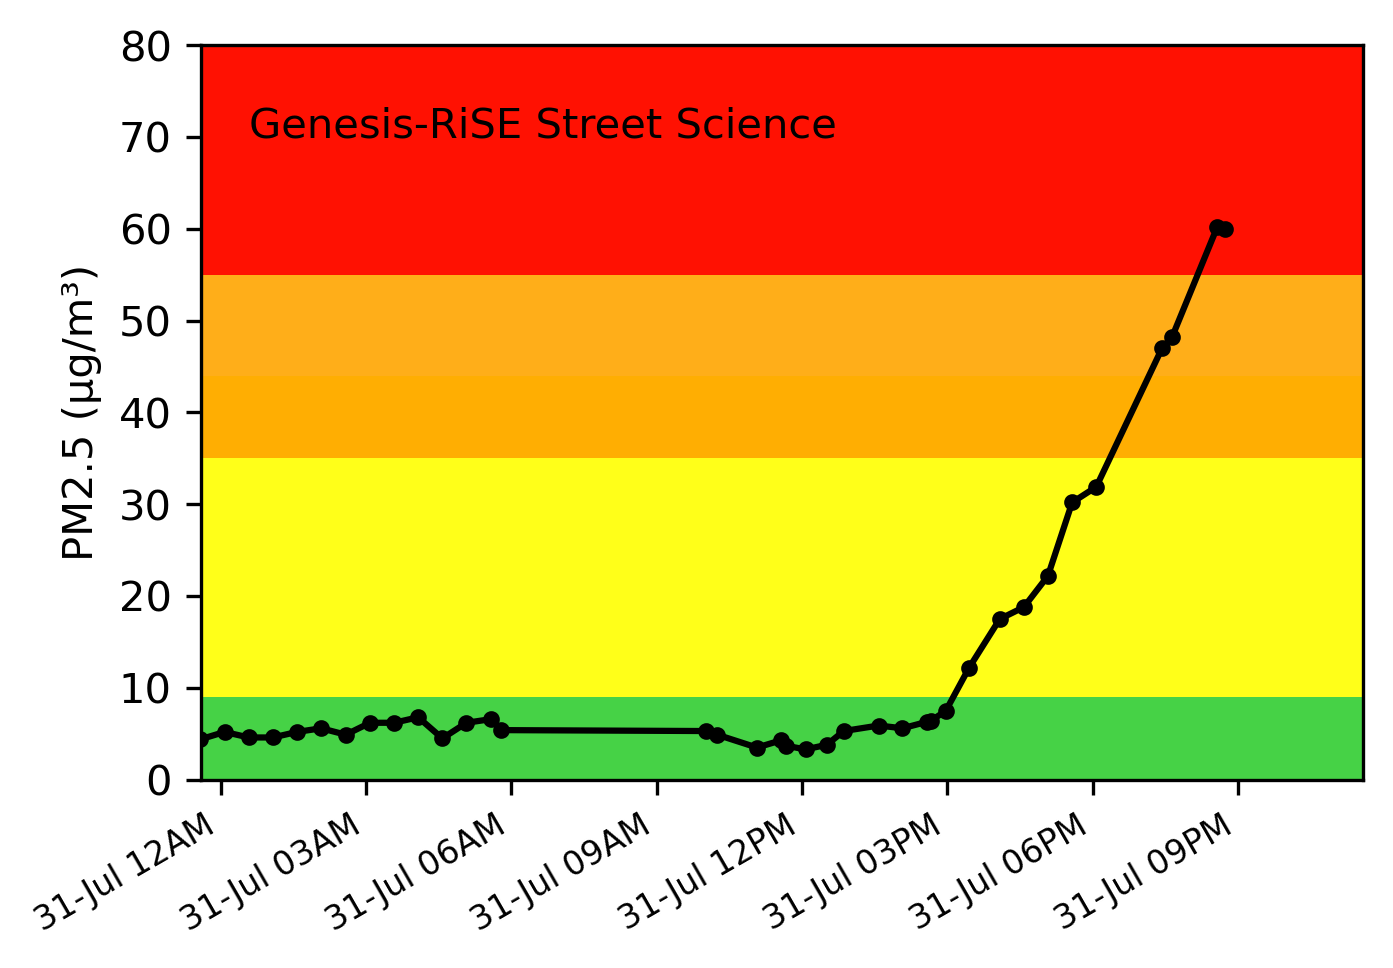 80
Genesis-RiSE Street Science
70
60
50
40
30
20
10
0
PM2.5 (µg/m³)
31-Jul 12AM
31-Jul 03AM
31-Jul 06AM
31-Jul 09AM
31-Jul 12PM
31-Jul 03PM
31-Jul 06PM
31-Jul 09PM